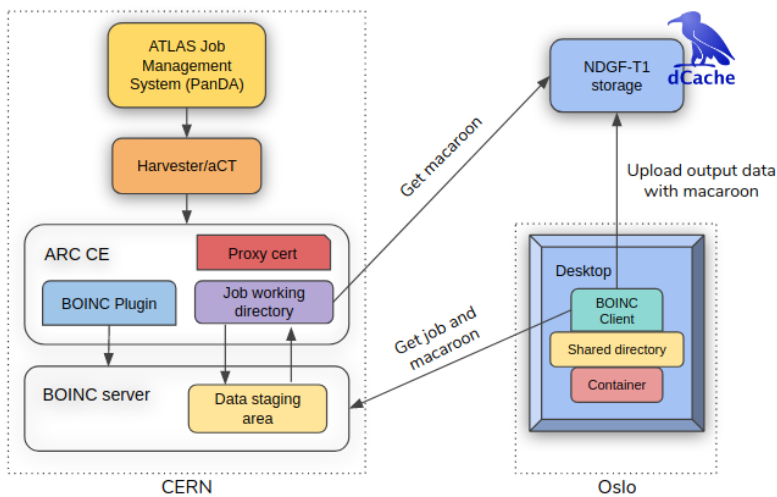 ATLAS Job
Management
System (PanDA)
Harvester/aCT
ARC CE
Proxy cert
BOINC Plugin
Job working
directory
BOINC server
Data staging
area
CERN
Get macaroon
Get job and
macaroon
NDGF-T1
storage
dCache
Upload output data
with macaroon
Desktop
BOINC
Client
Shared directory
Container
Oslo